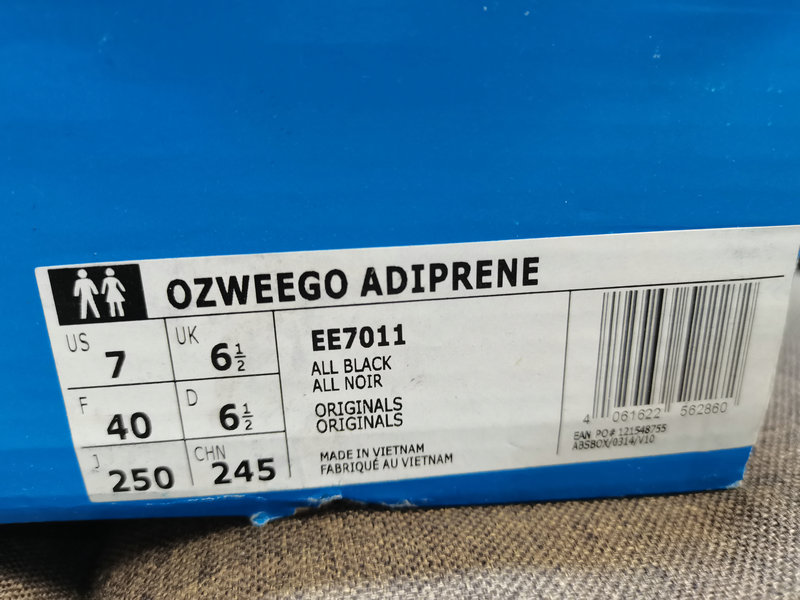 OZWEEGO ADIPRENE
US 7 UK 6½
F 40 D 6½
J 250 CHN 245
EE7011
ALL BLACK
ALL NOIR
ORIGINALS
ORIGINALS
MADE IN VIETNAM
FABRIQUÉ AU VIETNAM
4 061622 562860
EAN PO# 121548755
ABSBOX/0314/V10